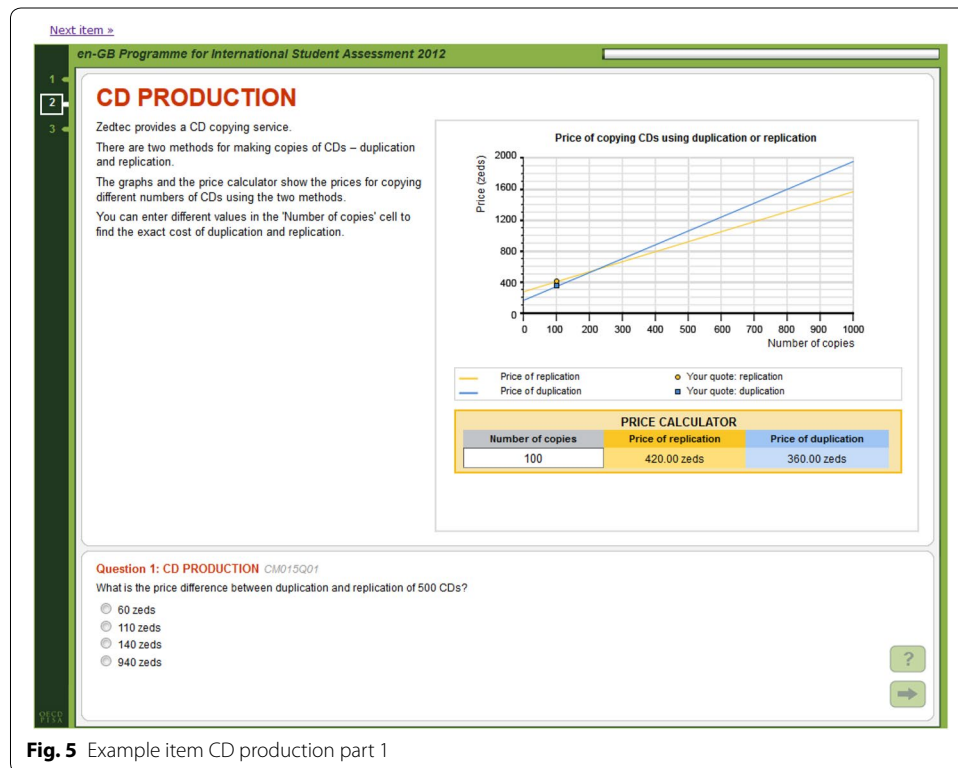 Next item »
en-GB Programme for International Student Assessment 2012
1
2
3
CD PRODUCTION
Zedtec provides a CD copying service.
There are two methods for making copies of CDs – duplication
and replication.
The graphs and the price calculator show the prices for copying
different numbers of CDs using the two methods.
You can enter different values in the 'Number of copies' cell to
find the exact cost of duplication and replication.
Price of copying CDs using duplication or replication
Price (zeds)
2000
1600
1200
800
400
0
0 100 200 300 400 500 600 700 800 900 1000
Number of copies
Price of replication
Your quote: replication
Price of duplication
Your quote: duplication
PRICE CALCULATOR
Number of copies Price of replication Price of duplication
100 420.00 zeds 360.00 zeds
Question 1: CD PRODUCTION CM015Q01
What is the price difference between duplication and replication of 500 CDs?
60 zeds
110 zeds
140 zeds
940 zeds
?
OECD
PISA
Fig. 5 Example item CD production part 1